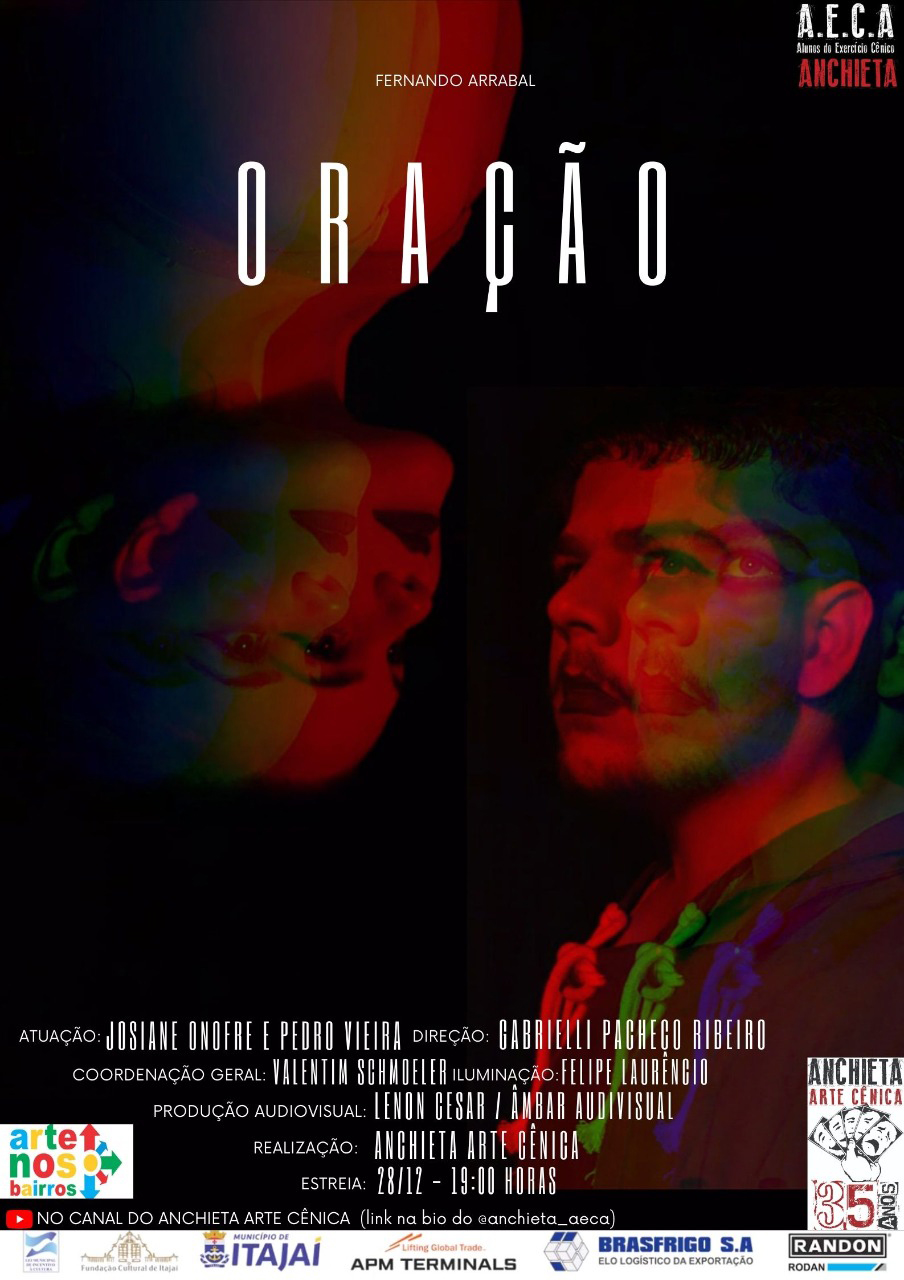 A.E.C.A
Alunos do Exercício Cênico
ANCHIETA
FERNANDO ARRABAL
ORAÇÃO
ATUAÇÃO: JOSIANE ONOFRE E PEDRO VIEIRA DIREÇÃO: GABRIELLI PACHECO RIBEIRO
COORDENAÇÃO GERAL: VALENTIM SCHMOELER ILUMINAÇÃO: FELIPE LAURÊNCIO
PRODUÇÃO AUDIOVISUAL: LENON CESAR / ÂMBAR AUDIVISUAL
REALIZAÇÃO: ANCHIETA ARTE CÊNICA
ESTREIA: 28/12 - 19:00 HORAS
NO CANAL DO ANCHIETA ARTE CÊNICA (link na bio do @anchieta_aeca)
arte
nos
bairros
ANCHIETA
ARTE CÊNICA
35 ANOS
Fundação Cultural de Itajaí
MUNICÍPIO DE
ITAJAÍ
Lifting Global Trade.
APM TERMINALS
BRASFRIGO S.A
ELO LOGÍSTICO DA EXPORTAÇÃO
RANDON
RODAN